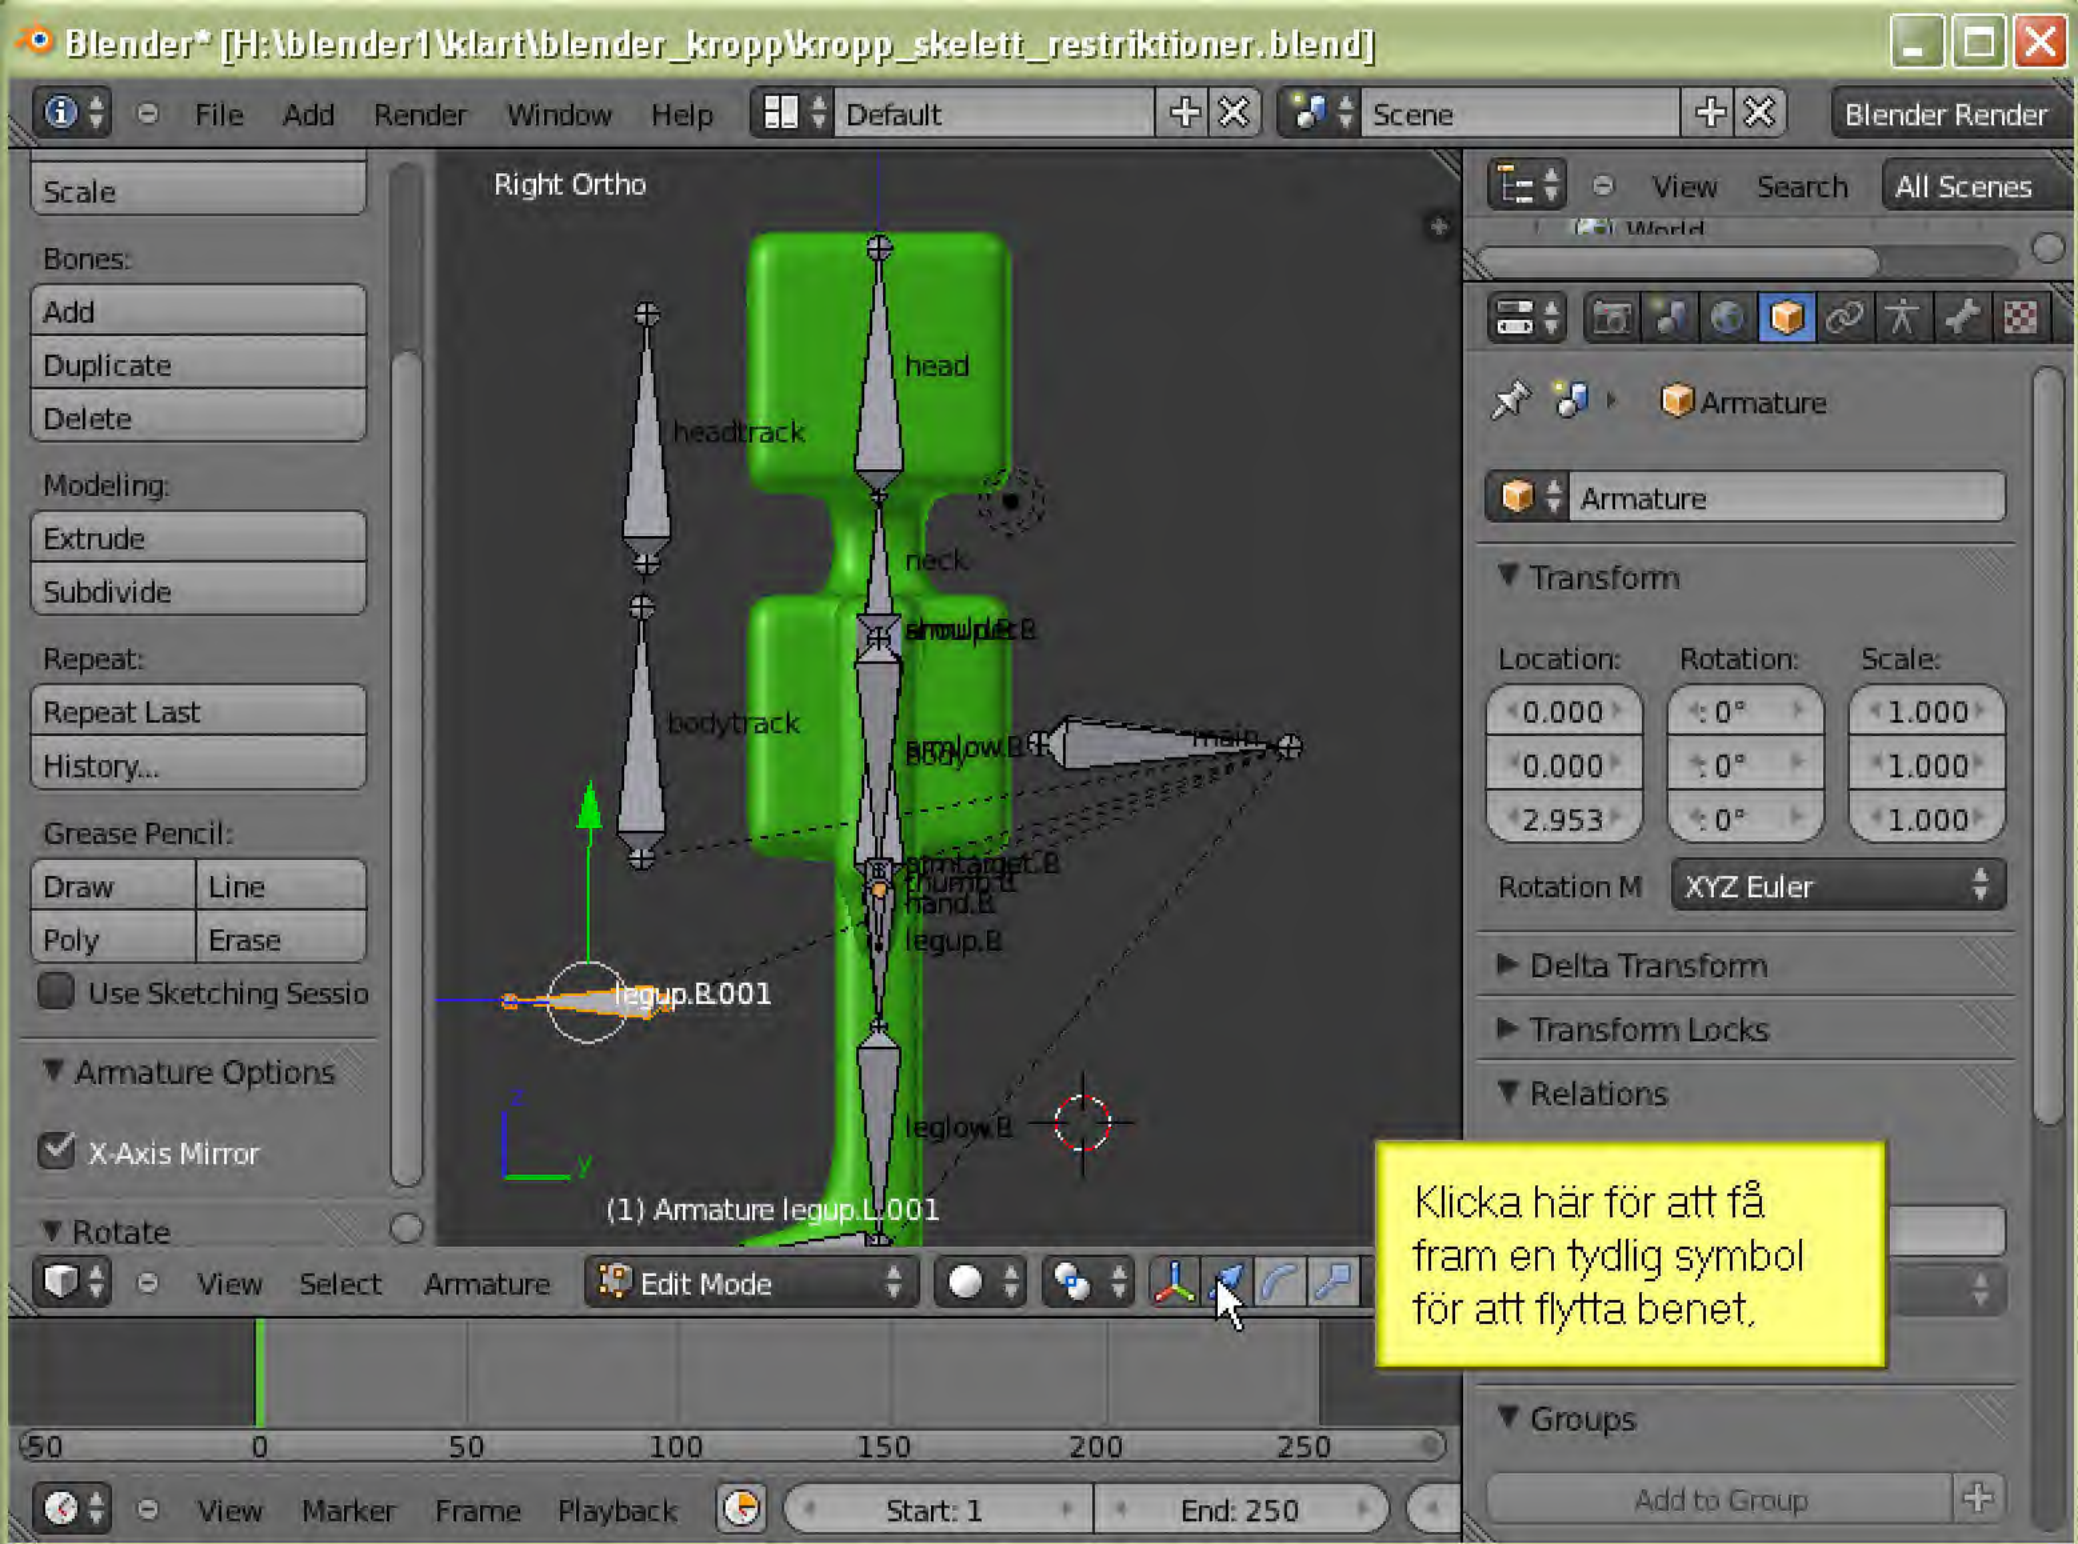 Blender* [H:\blender1\klart\blender_kropp\kropp_skelett_restriktioner.blend]
File Add Render Window Help Default Scene Blender Render
Scale
Bones:
Add
Duplicate
Delete
Modeling:
Extrude
Subdivide
Repeat:
Repeat Last
History...
Grease Pencil:
Draw Line
Poly Erase
Use Sketching Sessio
Armature Options
X-Axis Mirror
Rotate
Right Ortho
head
headtrack
neck
bodytrack
main
hand.
legup.
legup. .001
leglow.
z
y
(1) Armature legup.L.001
View Select Armature Edit Mode
View Search All Scenes
World
Armature
Armature
Transform
Location: Rotation: Scale:
0.000 : 0° 1.000
0.000 : 0° 1.000
2.953 : 0° 1.000
Rotation M XYZ Euler
Delta Transform
Transform Locks
Relations
Klicka här för att få
fram en tydlig symbol
för att flytta benet,
Groups
Add to Group
-50 0 50 100 150 200 250
View Marker Frame Playback Start: 1 End: 250